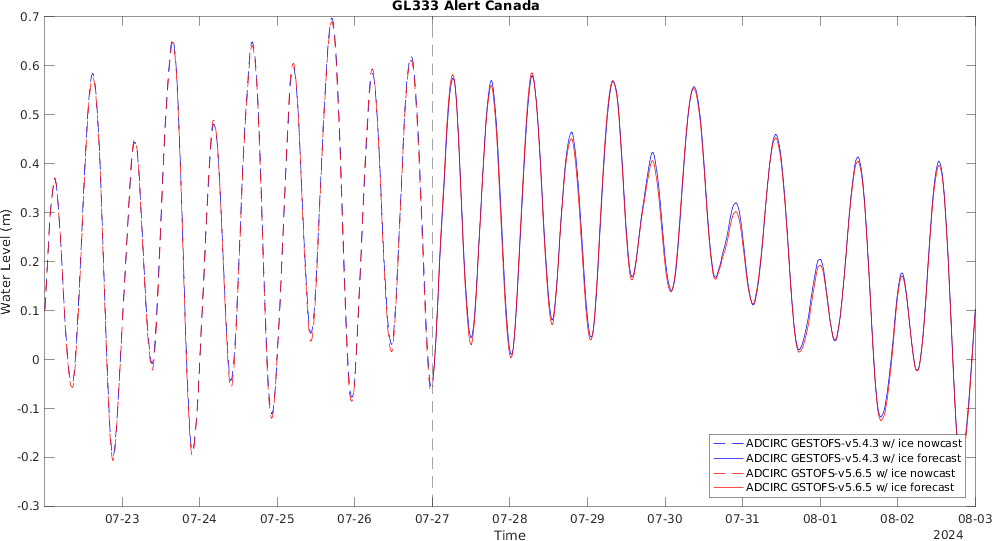 GL333 Alert Canada
0.7
0.6
0.5
0.4
0.3
0.2
0.1
0
-0.1
-0.2
-0.3
Water Level (m)
ADCIRC GESTOFS-v5.4.3 w/ ice nowcast
ADCIRC GESTOFS-v5.4.3 w/ ice forecast
ADCIRC GSTOFS-v5.6.5 w/ ice nowcast
ADCIRC GSTOFS-v5.6.5 w/ ice forecast
07-23 07-24 07-25 07-26 07-27 07-28 07-29 07-30 07-31 08-01 08-02 08-03
Time
2024